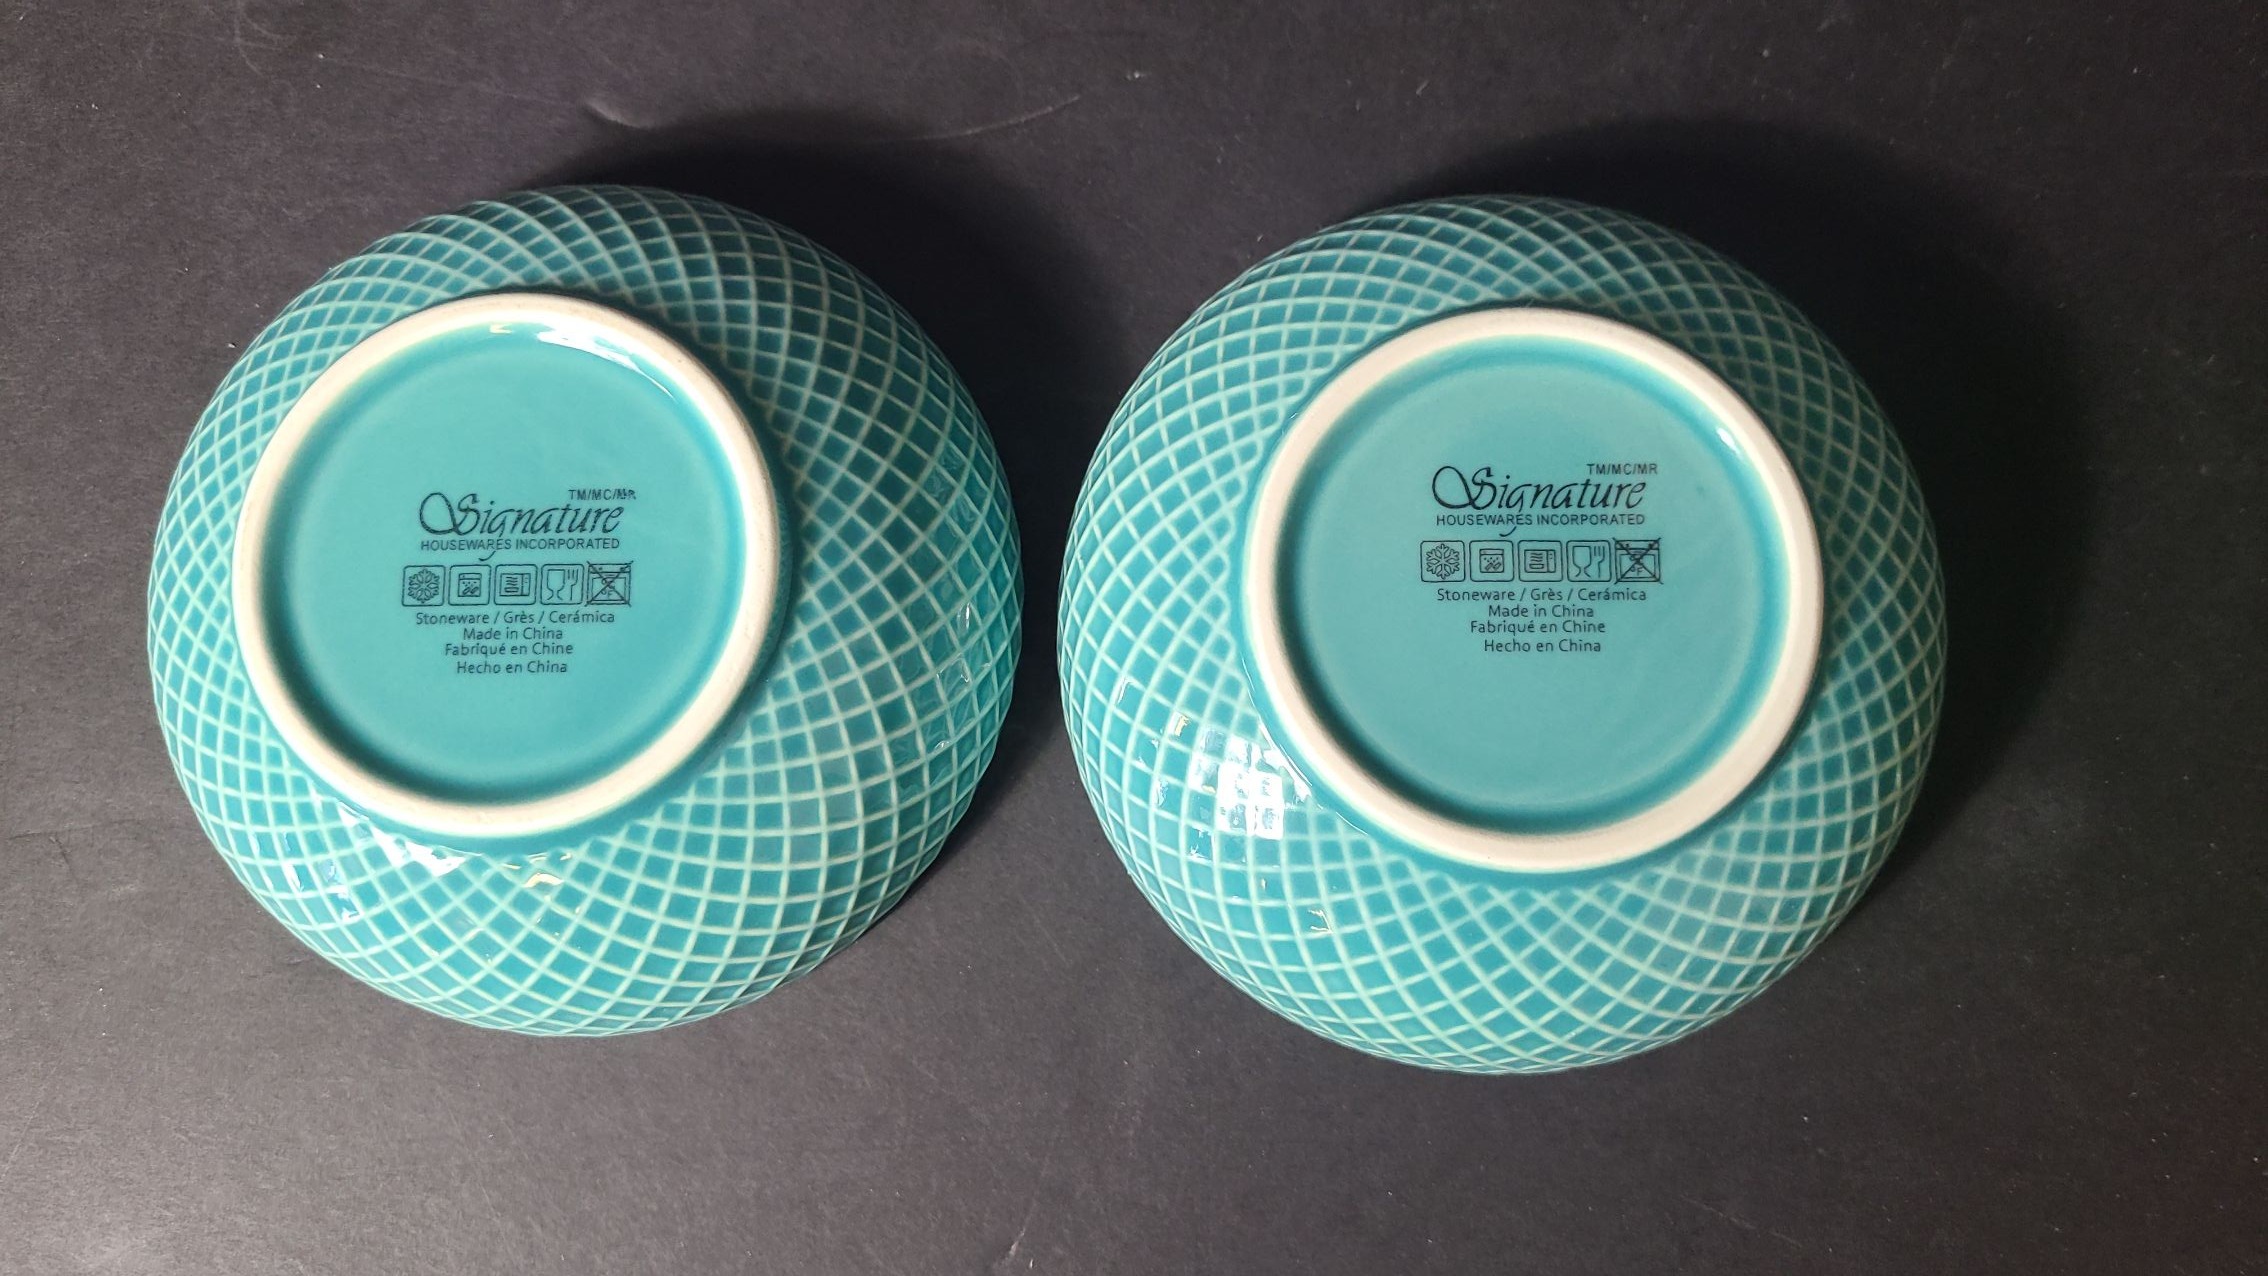 TM/MC/MR
Signature
HOUSEWARES INCORPORATED
Stoneware / Grès / Cerámica
Made in China
Fabriqué en Chine
Hecho en China
TM/MC/MR
Signature
HOUSEWARES INCORPORATED
Stoneware / Grès / Cerámica
Made in China
Fabriqué en Chine
Hecho en China